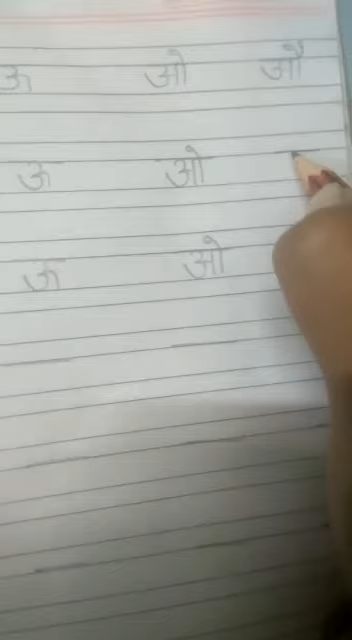 ऊ ओ औ
ऊ ओ
ऊ ओ